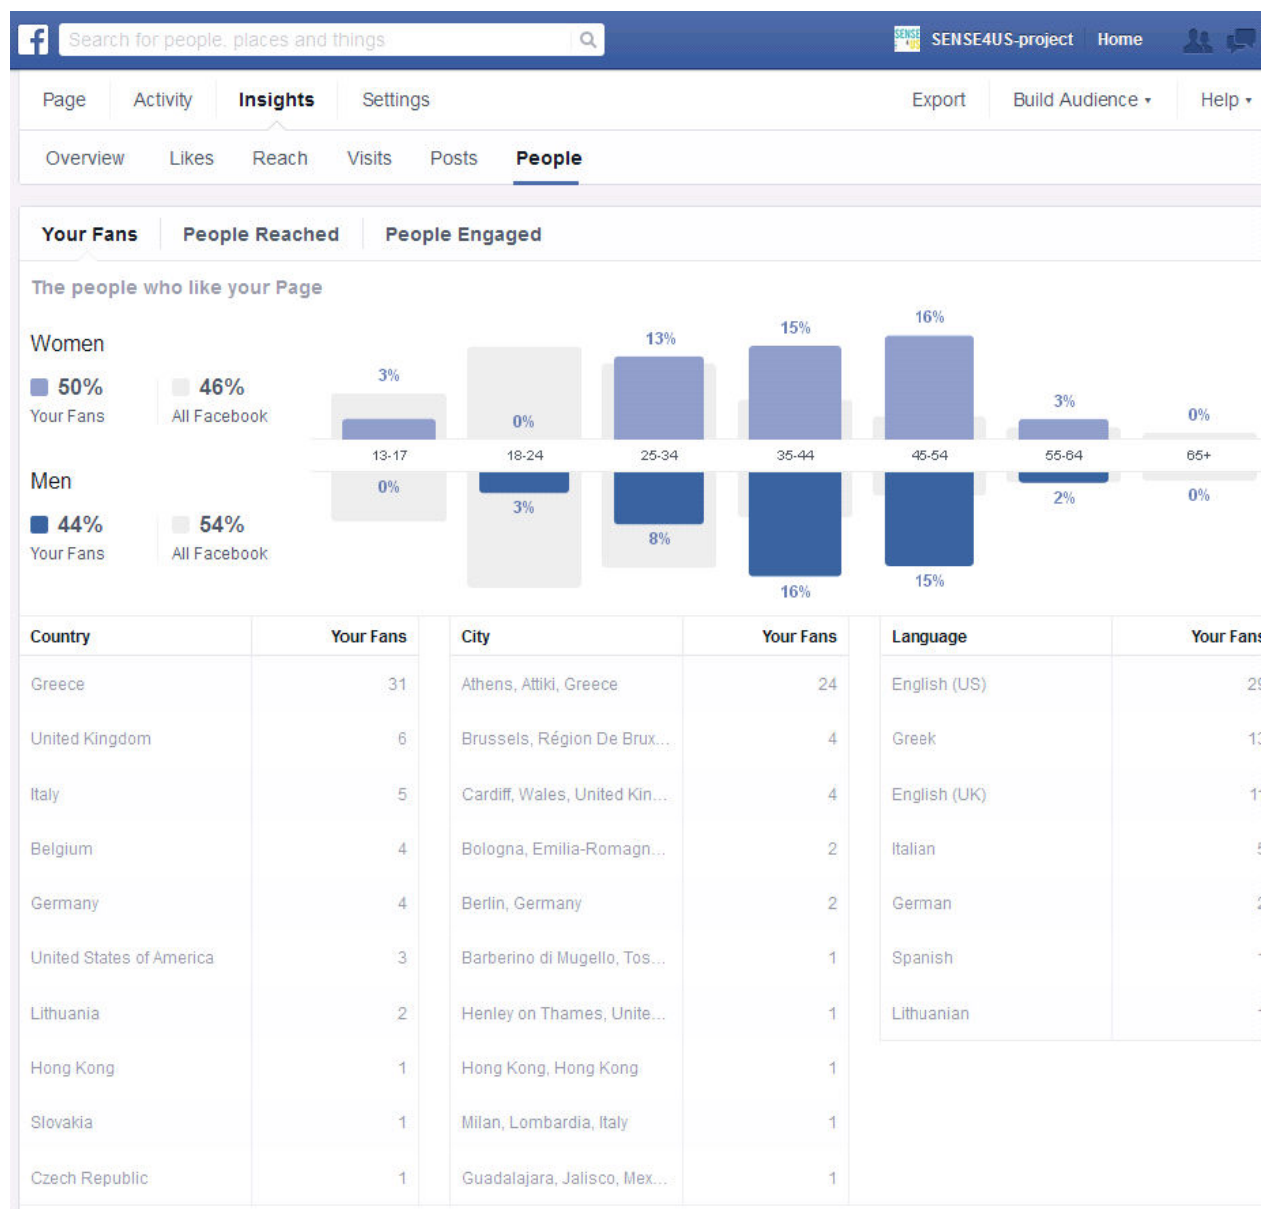 f Search for people, places and things SENSE4US-project Home
Page Activity Insights Settings Export Build Audience Help
Overview Likes Reach Visits Posts People
Your Fans People Reached People Engaged
The people who like your Page
Women
50% 46%
Your Fans All Facebook
3% 0% 13% 15% 16% 3% 0%
13-17 18-24 25-34 35-44 45-54 55-64 65+
Men
44% 54%
Your Fans All Facebook
0% 3% 8% 16% 15% 2% 0%
Country Your Fans City Your Fans Language Your Fans
Greece 31 Athens, Attiki, Greece 24 English (US) 29
United Kingdom 6 Brussels, Région De Brux... 4 Greek 13
Italy 5 Cardiff, Wales, United Kin... 4 English (UK) 11
Belgium 4 Bologna, Emilia-Romagn... 2 Italian 5
Germany 4 Berlin, Germany 2 German 2
United States of America 3 Barberino di Mugello, Tos... 1 Spanish
Lithuania 2 Henley on Thames, Unite... 1 Lithuanian
Hong Kong 1 Hong Kong, Hong Kong 1
Slovakia 1 Milan, Lombardia, Italy 1
Czech Republic 1 Guadalajara, Jalisco, Mex... 1